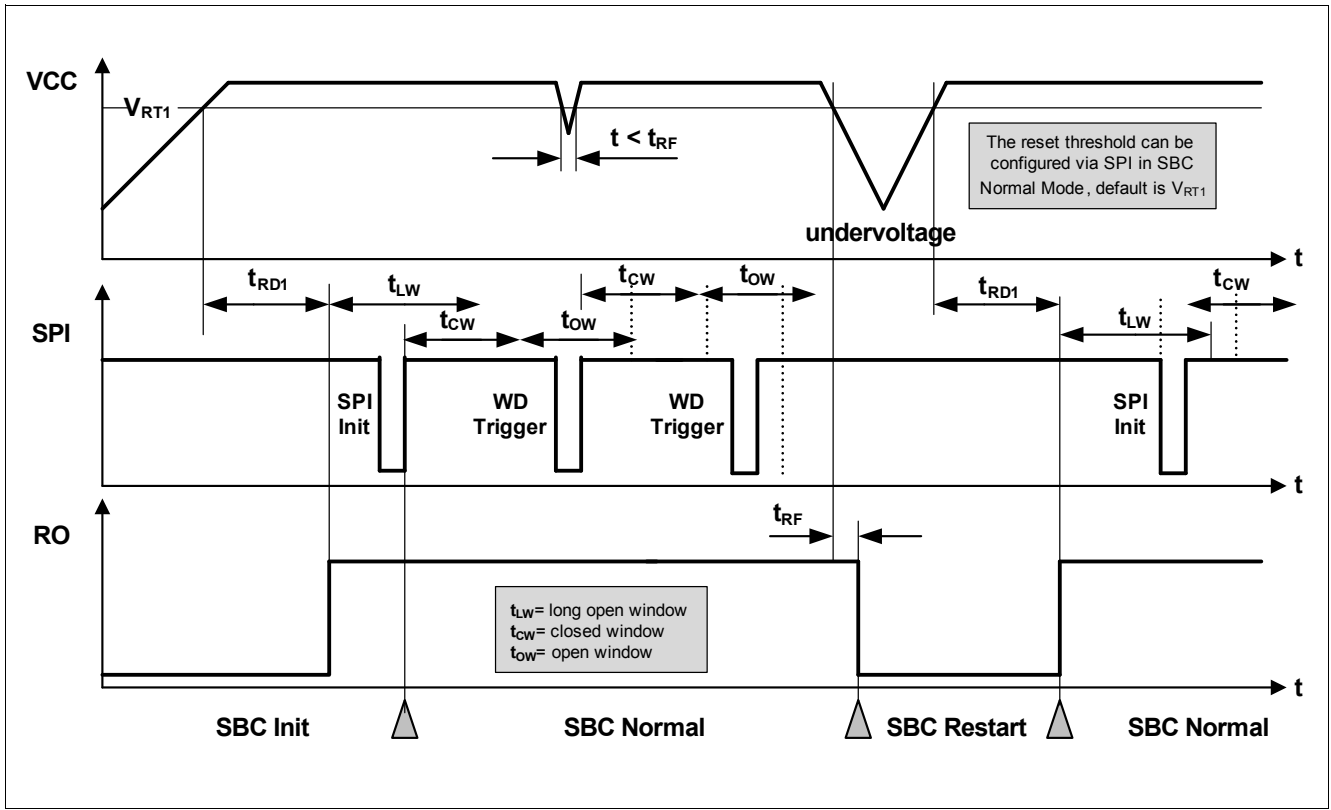 VCC
VRT1
t < tRF
The reset threshold can be
configured via SPI in SBC
Normal Mode, default is VRT1
undervoltage
t
tRD1
tLW
tCW
tOW
tCW
tOW
tRD1
tLW
tCW
SPI
SPI
Init
WD
Trigger
WD
Trigger
SPI
Init
t
RO
tRF
tLW= long open window
tCW= closed window
tOW= open window
t
SBC Init
SBC Normal
SBC Restart
SBC Normal